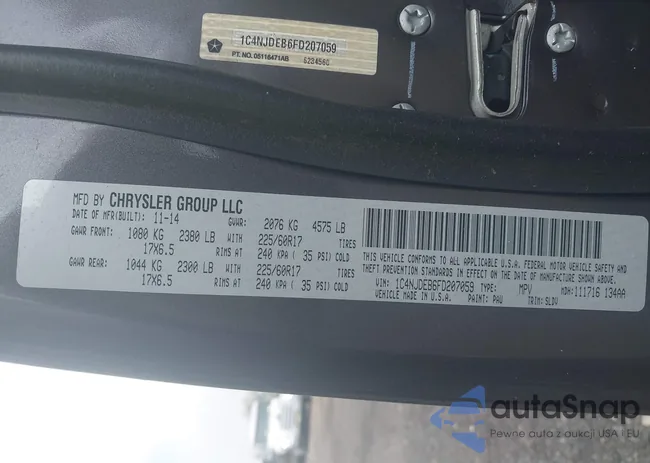 1C4NJDEB6FD207059
PT. NO. 05116471AB 6234560
MFD BY CHRYSLER GROUP LLC
DATE OF MFR(BUILT): 11-14 GVWR: 2076 KG 4575 LB
GAWR FRONT: 1080 KG 2380 LB WITH 225/60R17 TIRES
17X6.5 RIMS AT 240 KPA ( 35 PSI) COLD
GAWR REAR: 1044 KG 2300 LB WITH 225/60R17 TIRES
17X6.5 RIMS AT 240 KPA ( 35 PSI) COLD
THIS VEHICLE CONFORMS TO ALL APPLICABLE U.S.A. FEDERAL MOTOR VEHICLE SAFETY AND
THEFT PREVENTION STANDARDS IN EFFECT ON THE DATE OF MANUFACTURE SHOWN ABOVE.
VIN: 1C4NJDEB6FD207059 TYPE: MPV MDH: 111716 134AA
VEHICLE MADE IN U.S.A. PAINT: PAU TRIM: SLDV
autaSnap
Pewne auta z aukcji USA i EU